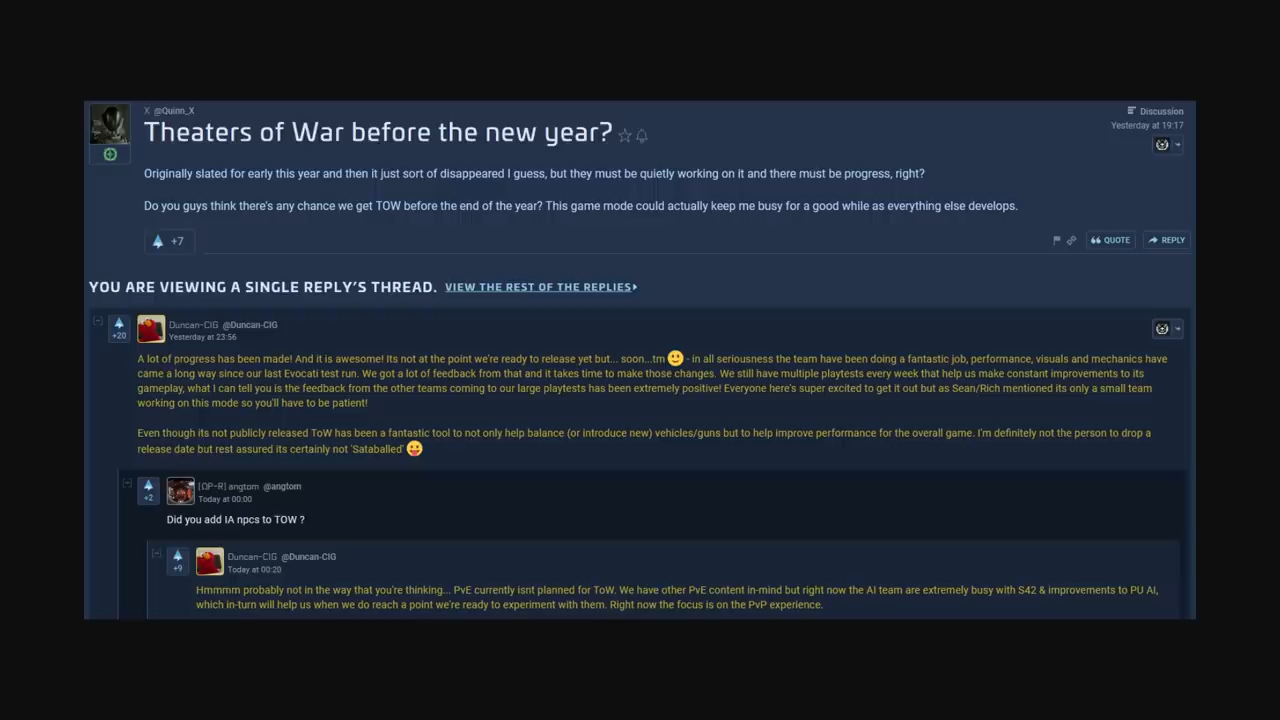 X @Quinn_X
Discussion
Theaters of War before the new year?
Yesterday at 19:17
Originally slated for early this year and then it just sort of disappeared I guess, but they must be quietly working on it and there must be progress, right?
Do you guys think there's any chance we get TOW before the end of the year? This game mode could actually keep me busy for a good while as everything else develops.
+7
QUOTE
REPLY
YOU ARE VIEWING A SINGLE REPLY'S THREAD. VIEW THE REST OF THE REPLIES
+20
Duncan-CIG @Duncan-CIG
Yesterday at 23:56
A lot of progress has been made! And it is awesome! Its not at the point we're ready to release yet but... soon...tm 🙂 - in all seriousness the team have been doing a fantastic job, performance, visuals and mechanics have
came a long way since our last Evocati test run. We got a lot of feedback from that and it takes time to make those changes. We still have multiple playtests every week that help us make constant improvements to its
gameplay, what I can tell you is the feedback from the other teams coming to our large playtests has been extremely positive! Everyone here's super excited to get it out but as Sean/Rich mentioned its only a small team
working on this mode so you'll have to be patient!
Even though its not publicly released ToW has been a fantastic tool to not only help balance (or introduce new) vehicles/guns but to help improve performance for the overall game. I'm definitely not the person to drop a
release date but rest assured its certainly not 'Sataballed' 😛
+2
[ΩP-R] angtom @angtom
Today at 00:00
Did you add IA npcs to TOW ?
+9
Duncan-CIG @Duncan-CIG
Today at 00:20
Hmmmm probably not in the way that you're thinking... PvE currently isnt planned for ToW. We have other PvE content in-mind but right now the AI team are extremely busy with S42 & improvements to PU AI,
which in-turn will help us when we do reach a point we're ready to experiment with them. Right now the focus is on the PvP experience.